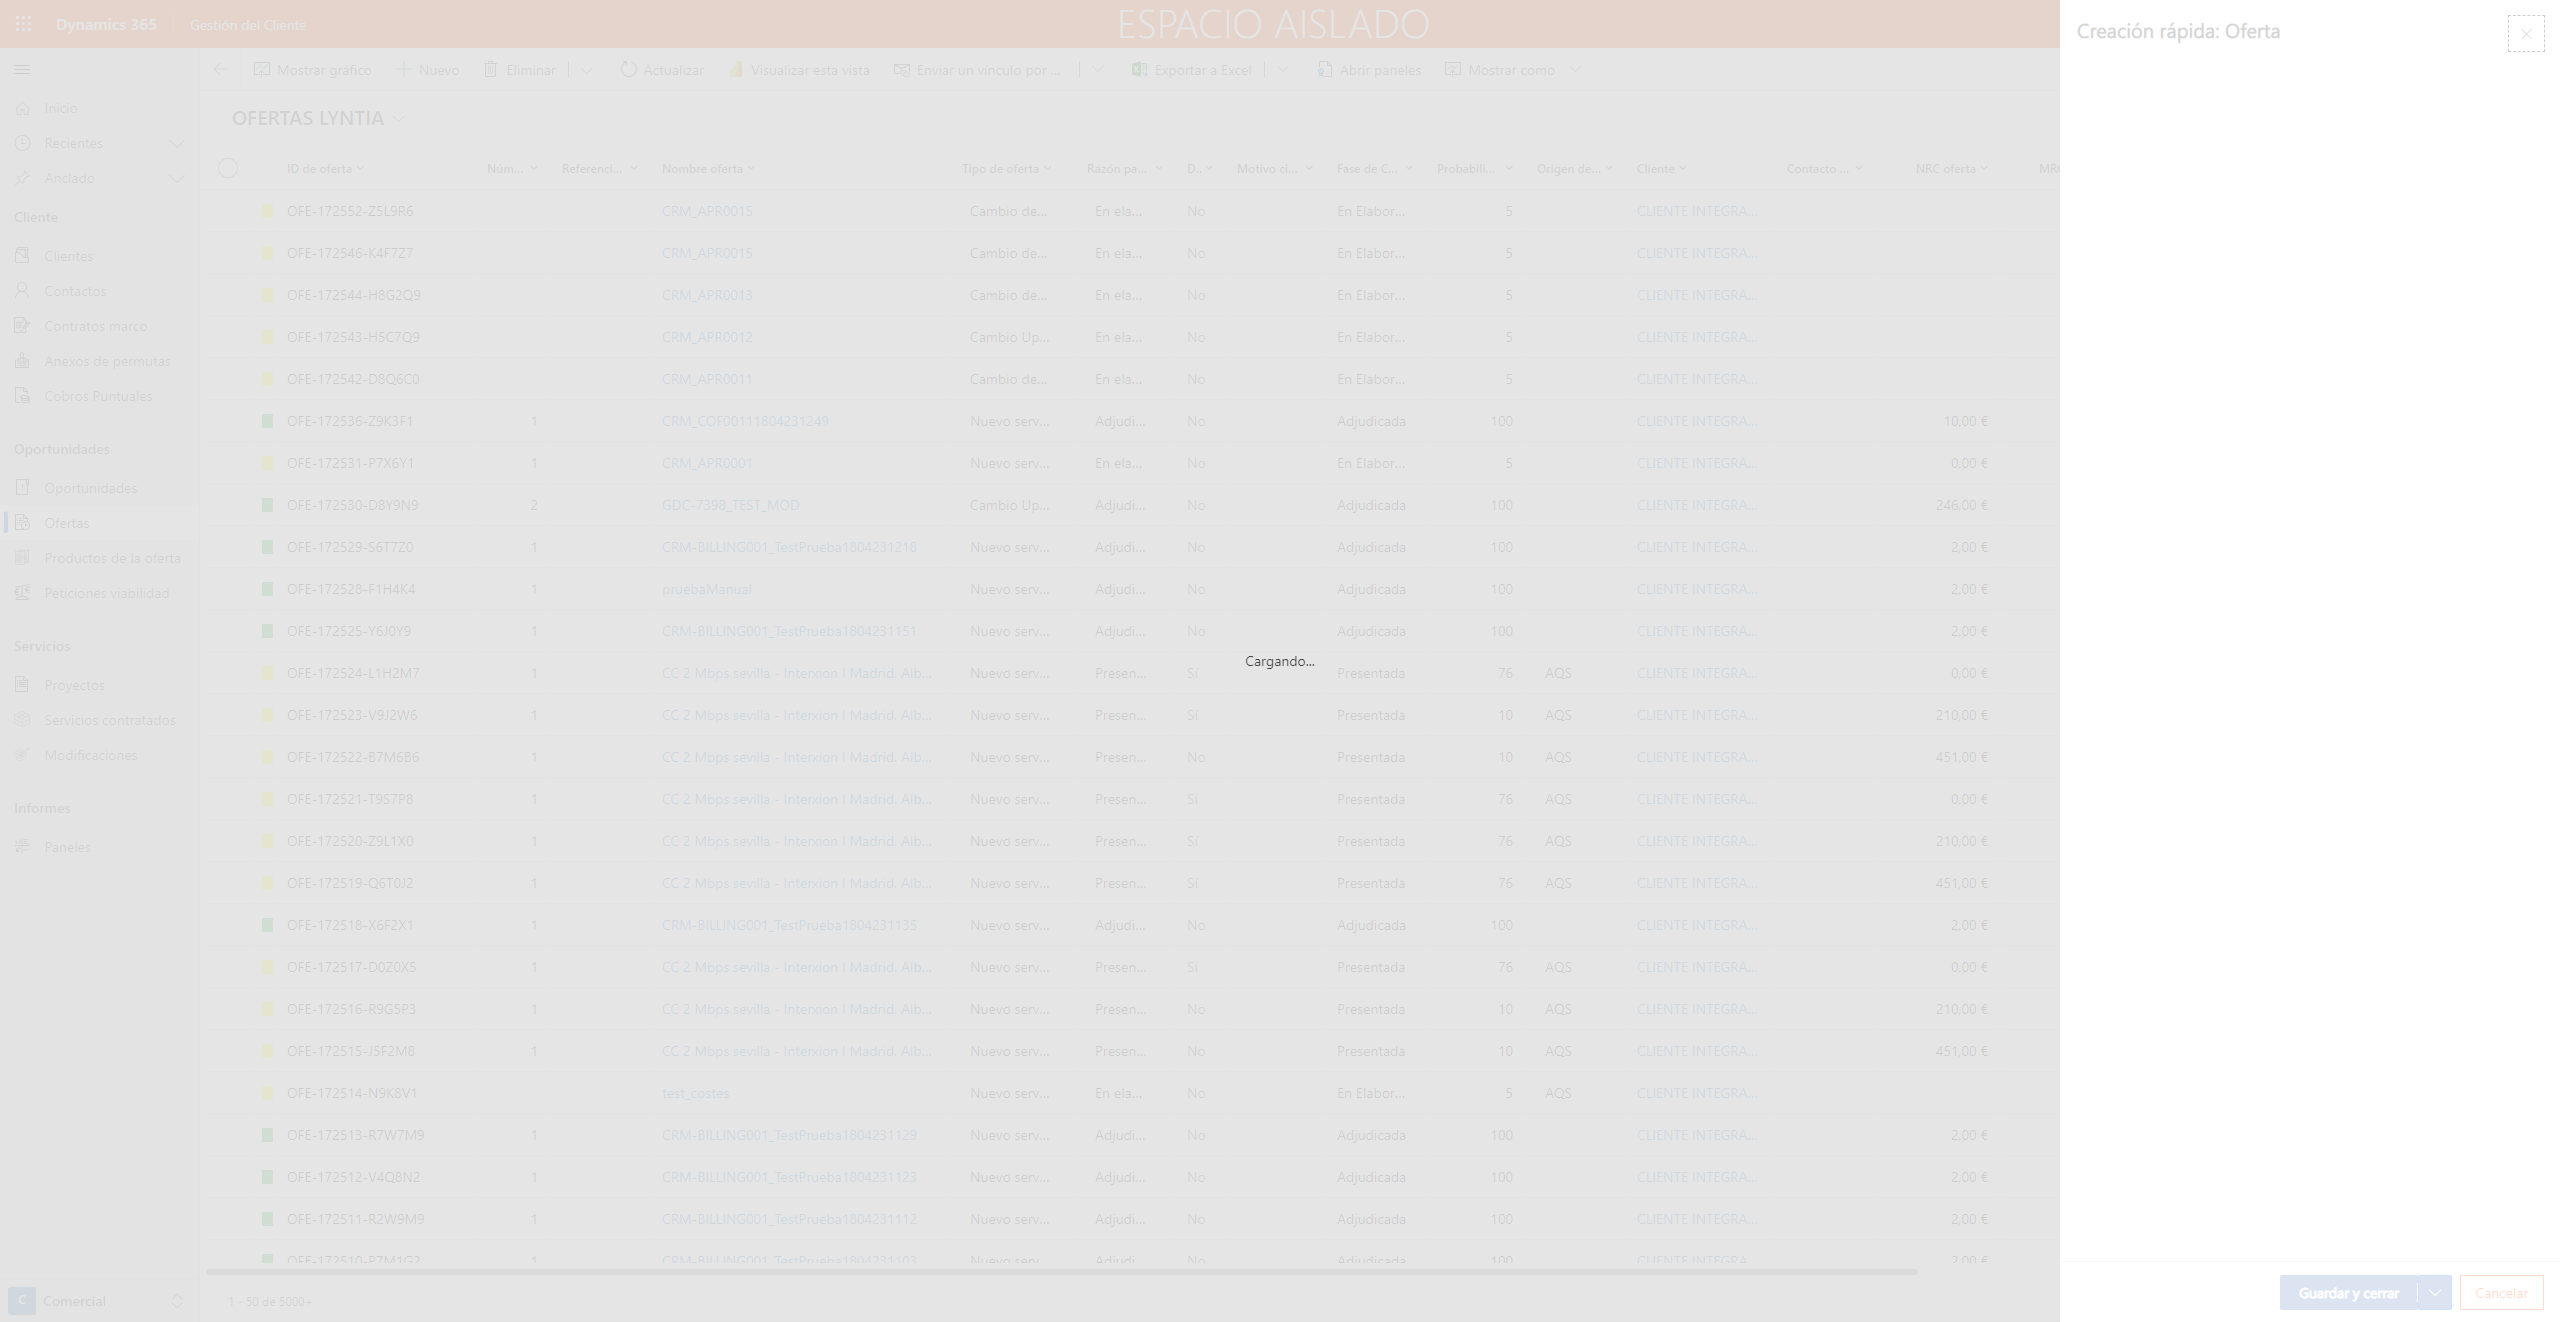 Dynamics 365 Gestión del Cliente ESPACIO AISLADO
Creación rápida: Oferta
Mostrar gráfico Nuevo Eliminar Actualizar Visualizar esta vista Enviar un vínculo por ... Exportar a Excel Abrir paneles Mostrar como
Inicio
Recientes
Anclado
Cliente
Clientes
Contactos
Contratos marco
Anexos de permutas
Cobros Puntuales
Oportunidades
Oportunidades
Ofertas
Productos de la oferta
Peticiones viabilidad
Servicios
Proyectos
Servicios contratados
Modificaciones
Informes
Paneles
C Comercial
OFERTAS LYNTIA
ID de oferta Núm... Referenci... Nombre oferta Tipo de oferta Razón pa... D.. Motivo ci... Fase de C... Probabili... Origen de... Cliente Contacto ... NRC oferta
OFE-172552-Z5L9R6 CRM_APR0015 Cambio de... En ela... No En Elabor... 5 CLIENTE INTEGRA...
OFE-172546-K4F7Z7 CRM_APR0015 Cambio de... En ela... No En Elabor... 5 CLIENTE INTEGRA...
OFE-172544-H8G2Q9 CRM_APR0013 Cambio de... En ela... No En Elabor... 5 CLIENTE INTEGRA...
OFE-172543-H5C7Q9 CRM_APR0012 Cambio Up... En ela... No En Elabor... 5 CLIENTE INTEGRA...
OFE-172542-D8Q6C0 CRM_APR0011 Cambio de... En ela... No En Elabor... 5 CLIENTE INTEGRA...
OFE-172536-Z9K3F1 1 CRM_COF00111804231249 Nuevo serv... Adjudi... No Adjudicada 100 CLIENTE INTEGRA... 10,00 €
OFE-172531-P7X6Y1 1 CRM_APR0001 Nuevo serv... En ela... No En Elabor... 5 CLIENTE INTEGRA... 0,00 €
OFE-172530-D8Y9N9 2 GDC-7398_TEST_MOD Cambio Up... Adjudi... No Adjudicada 100 CLIENTE INTEGRA... 246,00 €
OFE-172529-S6T7Z0 1 CRM-BILLING001_TestPrueba1804231218 Nuevo serv... Adjudi... No Adjudicada 100 CLIENTE INTEGRA... 2,00 €
OFE-172528-F1H4K4 1 pruebaManual Nuevo serv... Adjudi... No Adjudicada 100 CLIENTE INTEGRA... 2,00 €
OFE-172525-Y6J0Y9 1 CRM-BILLING001_TestPrueba1804231151 Nuevo serv... Adjudi... No Adjudicada 100 CLIENTE INTEGRA... 2,00 €
Cargando...
OFE-172524-L1H2M7 1 CC 2 Mbps sevilla - Interxion I Madrid. Alb... Nuevo serv... Presen... Sí Presentada 76 AQS CLIENTE INTEGRA... 0,00 €
OFE-172523-V9J2W6 1 CC 2 Mbps sevilla - Interxion I Madrid. Alb... Nuevo serv... Presen... Sí Presentada 10 AQS CLIENTE INTEGRA... 210,00 €
OFE-172522-B7M6B6 1 CC 2 Mbps sevilla - Interxion I Madrid. Alb... Nuevo serv... Presen... No Presentada 10 AQS CLIENTE INTEGRA... 451,00 €
OFE-172521-T9S7P8 1 CC 2 Mbps sevilla - Interxion I Madrid. Alb... Nuevo serv... Presen... Sí Presentada 76 AQS CLIENTE INTEGRA... 0,00 €
OFE-172520-Z9L1X0 1 CC 2 Mbps sevilla - Interxion I Madrid. Alb... Nuevo serv... Presen... Sí Presentada 76 AQS CLIENTE INTEGRA... 210,00 €
OFE-172519-Q6T0J2 1 CC 2 Mbps sevilla - Interxion I Madrid. Alb... Nuevo serv... Presen... Sí Presentada 76 AQS CLIENTE INTEGRA... 451,00 €
OFE-172518-X6F2X1 1 CRM-BILLING001_TestPrueba1804231135 Nuevo serv... Adjudi... No Adjudicada 100 CLIENTE INTEGRA... 2,00 €
OFE-172517-D0Z0X5 1 CC 2 Mbps sevilla - Interxion I Madrid. Alb... Nuevo serv... Presen... Sí Presentada 76 AQS CLIENTE INTEGRA... 0,00 €
OFE-172516-R9G5P3 1 CC 2 Mbps sevilla - Interxion I Madrid. Alb... Nuevo serv... Presen... No Presentada 10 AQS CLIENTE INTEGRA... 210,00 €
OFE-172515-J5F2M8 1 CC 2 Mbps sevilla - Interxion I Madrid. Alb... Nuevo serv... Presen... No Presentada 10 AQS CLIENTE INTEGRA... 451,00 €
OFE-172514-N9K8V1 test_costes Nuevo serv... En ela... No En Elabor... 5 AQS CLIENTE INTEGRA...
OFE-172513-R7W7M9 1 CRM-BILLING001_TestPrueba1804231129 Nuevo serv... Adjudi... No Adjudicada 100 CLIENTE INTEGRA... 2,00 €
OFE-172512-V4Q8N2 1 CRM-BILLING001_TestPrueba1804231123 Nuevo serv... Adjudi... No Adjudicada 100 CLIENTE INTEGRA... 2,00 €
OFE-172511-R2W9M9 1 CRM-BILLING001_TestPrueba1804231112 Nuevo serv... Adjudi... No Adjudicada 100 CLIENTE INTEGRA... 2,00 €
OFE-172510-P7M1G2 1 CRM-BILLING001_TestPrueba1804231103 Nuevo serv... Adjudi... No Adjudicada 100 CLIENTE INTEGRA... 2,00 €
1 - 50 de 5000+
Guardar y cerrar Cancelar